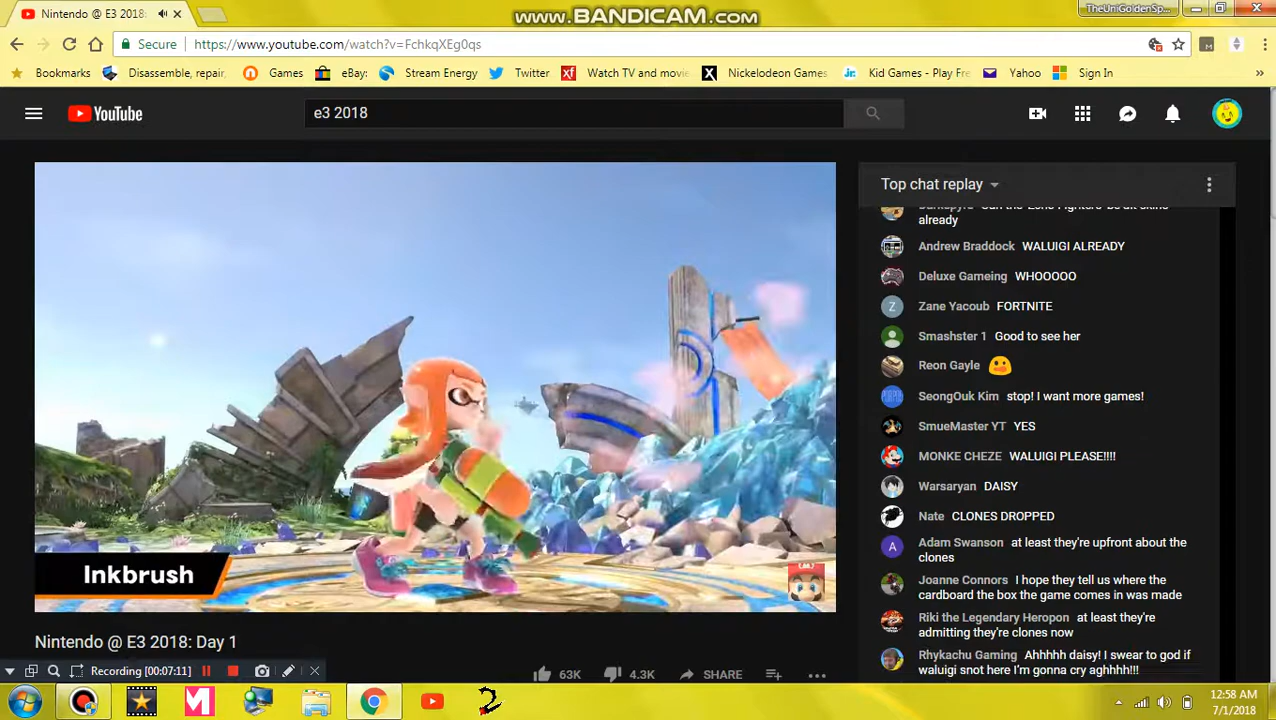 Nintendo @ E3 2018:
www.BANDICAM.com
TheUniGoldenSp...
Secure
https://www.youtube.com/watch?v=FchkqXEg0qs
Bookmarks
Disassemble, repair,
Games
eBy:
Stream Energy
Twitter
xf
Watch TV and movie
X
Nickelodeon Games
Jr.
Kid Games - Play Fre
Yahoo
Sign In
»
YouTube
e3 2018
Top chat replay
already
Andrew Braddock WALUIGI ALREADY
Deluxe Gameing WHOOOOO
Z Zane Yacoub FORTNITE
Smashster 1 Good to see her
Reon Gayle
SeongOuk Kim stop! I want more games!
SmueMaster YT YES
MONKE CHEZE WALUIGI PLEASE!!!!
Warsaryan DAISY
Nate CLONES DROPPED
A Adam Swanson at least they're upfront about the
clones
Joanne Connors I hope they tell us where the
cardboard the box the game comes in was made
Riki the Legendary Heropon at least they're
admitting they're clones now
Rhykachu Gaming Ahhhhh daisy! I swear to god if
waluigi snot here I'm gonna cry aghhhh!!!
Inkbrush
Nintendo @ E3 2018: Day 1
63K
4.3K
SHARE
Recording [00:07:11]
12:58 AM
7/1/2018